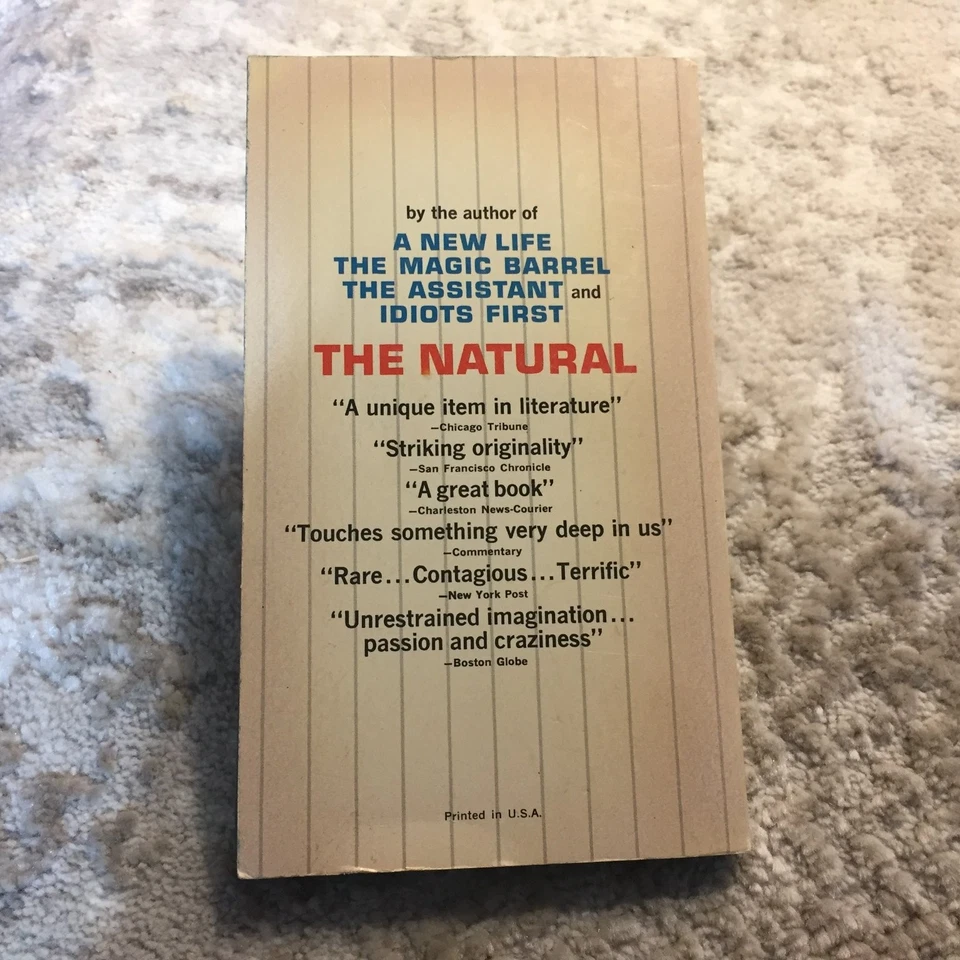 by the author of
A NEW LIFE
THE MAGIC BARREL
THE ASSISTANT and
IDIOTS FIRST
THE NATURAL
“A unique item in literature”
—Chicago Tribune
“Striking originality”
—San Francisco Chronicle
“A great book”
—Charleston News-Courier
“Touches something very deep in us”
—Commentary
“Rare...Contagious...Terrific”
—New York Post
“Unrestrained imagination...
passion and craziness”
—Boston Globe
Printed in U.S.A.